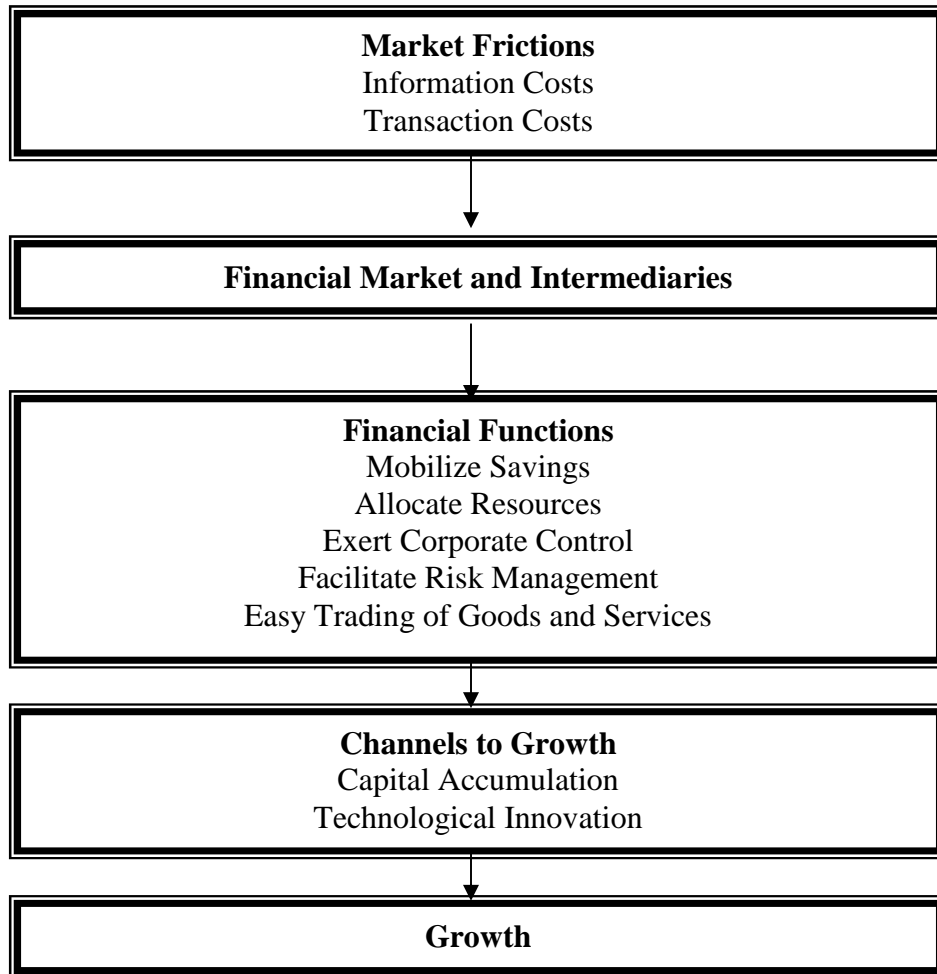 Market Frictions
Information Costs
Transaction Costs
Financial Market and Intermediaries
Financial Functions
Mobilize Savings
Allocate Resources
Exert Corporate Control
Facilitate Risk Management
Easy Trading of Goods and Services
Channels to Growth
Capital Accumulation
Technological Innovation
Growth